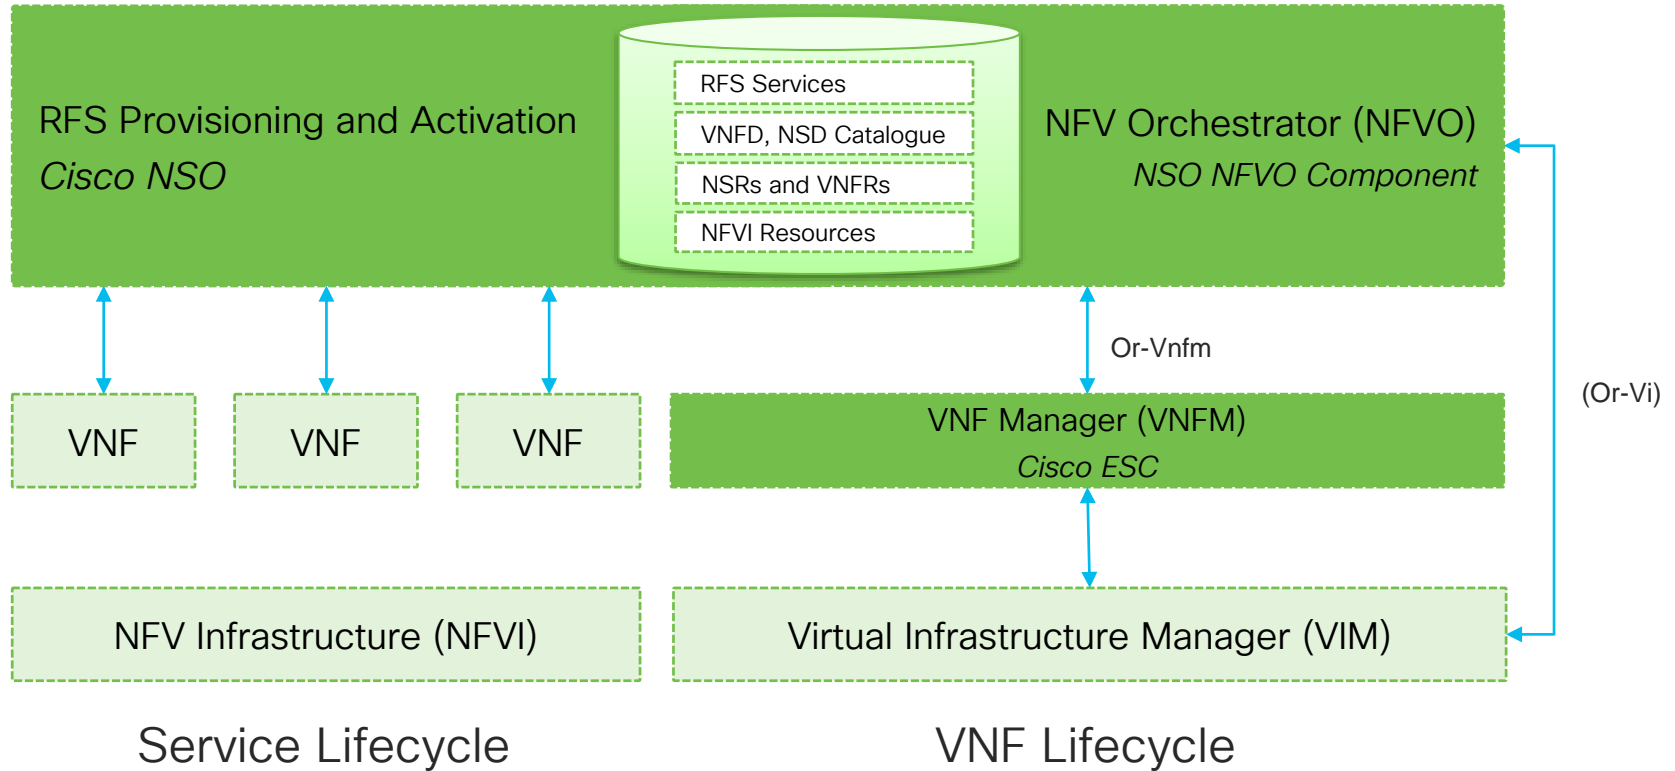 RFS Provisioning and Activation
Cisco NSO
RFS Services
VNFD, NSD Catalogue
NSRs and VNFRs
NFVI Resources
NFV Orchestrator (NFVO)
NSO NFVO Component
Or-Vnfm
(Or-Vi)
VNF
VNF
VNF
VNF Manager (VNFM)
Cisco ESC
NFV Infrastructure (NFVI)
Virtual Infrastructure Manager (VIM)
Service Lifecycle
VNF Lifecycle